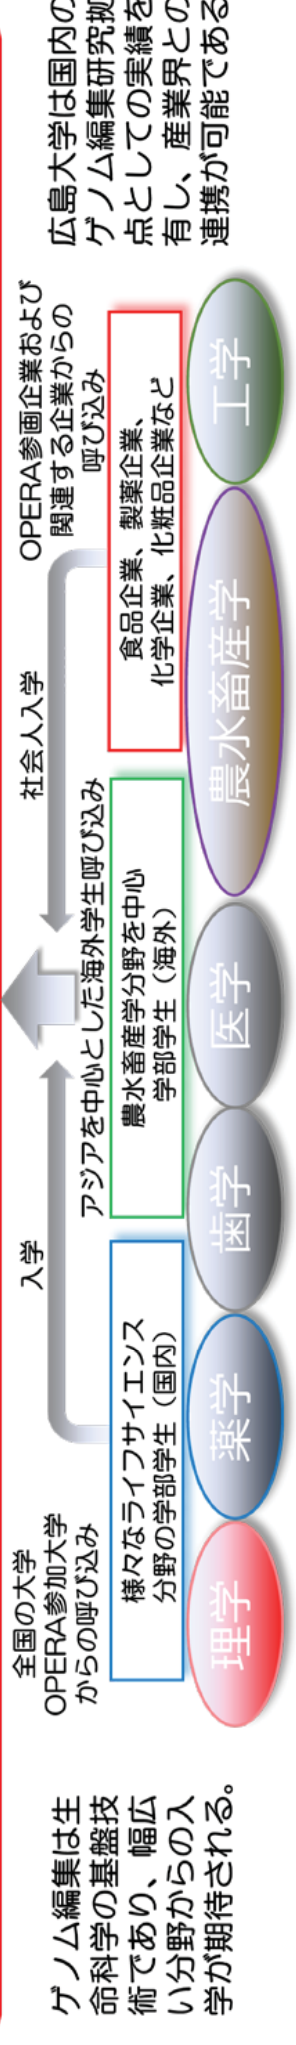 ゲノム編集は生
命科学の基盤技
術であり、幅広
い分野からの入
学が期待される。
全国の大学
OPERA参加大学
からの呼び込み
入学
社会人入学
OPERA参画企業および
関連する企業からの
呼び込み
アジアを中心とした海外学生呼び込み
様々なライフサイエンス
分野の学部学生（国内）
農水畜産学分野を中心
学部学生（海外）
食品企業、製薬企業、
化学企業、化粧品企業など
理学
薬学
歯学
医学
農水畜産学
工学
広島大学は国内の
ゲノム編集研究拠
点としての実績を
有し、産業界との
連携が可能である